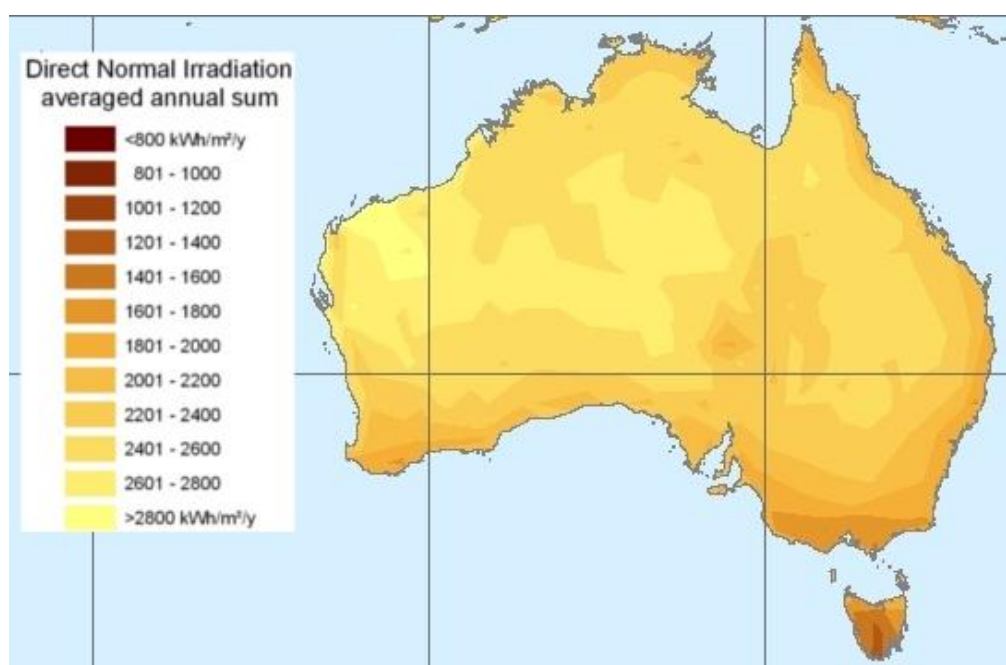 Direct Normal Irradiation
averaged annual sum
<800 kWh/m²/y
801 - 1000
1001 - 1200
1201 - 1400
1401 - 1600
1601 - 1800
1801 - 2000
2001 - 2200
2201 - 2400
2401 - 2600
2601 - 2800
>2800 kWh/m²/y